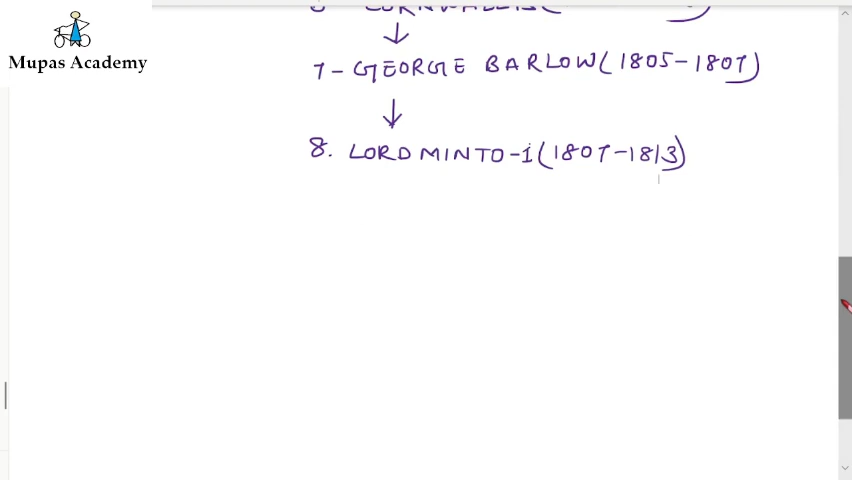 Mupas Academy
7 - GEORGE BARLOW (1805-1807)
8. LORD MINTO-1 (1807-1813)